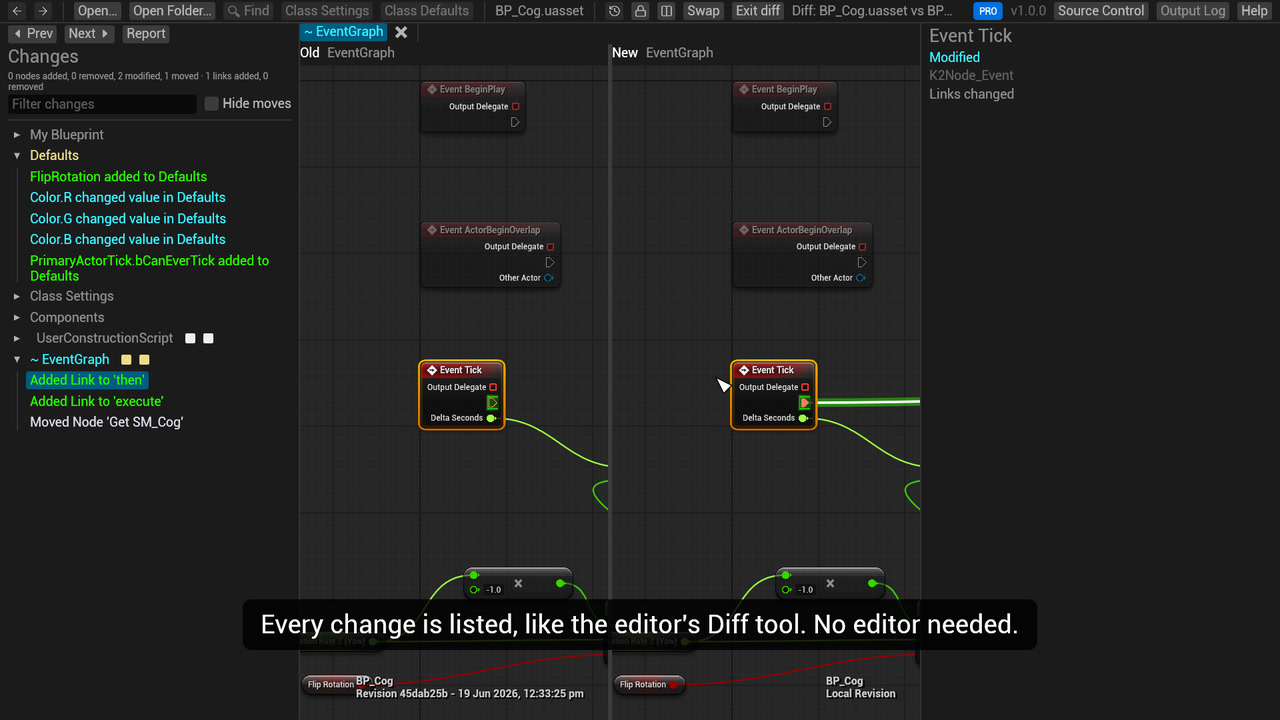 Open... Open Folder... Find Class Settings Class Defaults BP_Cog.uasset Swap Exit diff Diff: BP_Cog.uasset vs BP... PRO v1.0.0 Source Control Output Log Help
Prev Next Report
Changes
0 nodes added, 0 removed, 2 modified, 1 moved · 1 links added, 0
removed
Filter changes Hide moves
My Blueprint
Defaults
FlipRotation added to Defaults
Color.R changed value in Defaults
Color.G changed value in Defaults
Color.B changed value in Defaults
PrimaryActorTick.bCanEverTick added to
Defaults
Class Settings
Components
UserConstructionScript
~ EventGraph
Added Link to 'then'
Added Link to 'execute'
Moved Node 'Get SM_Cog'
~ EventGraph
Old EventGraph
Event BeginPlay
Output Delegate
Event ActorBeginOverlap
Output Delegate
Other Actor
Event Tick
Output Delegate
Delta Seconds
-1.0
Flip Rotation
BP_Cog
Revision 45dab25b - 19 Jun 2026, 12:33:25 pm
New EventGraph
Event BeginPlay
Output Delegate
Event ActorBeginOverlap
Output Delegate
Other Actor
Event Tick
Output Delegate
Delta Seconds
-1.0
Flip Rotation
BP_Cog
Local Revision
Event Tick
Modified
K2Node_Event
Links changed
Every change is listed, like the editor's Diff tool. No editor needed.